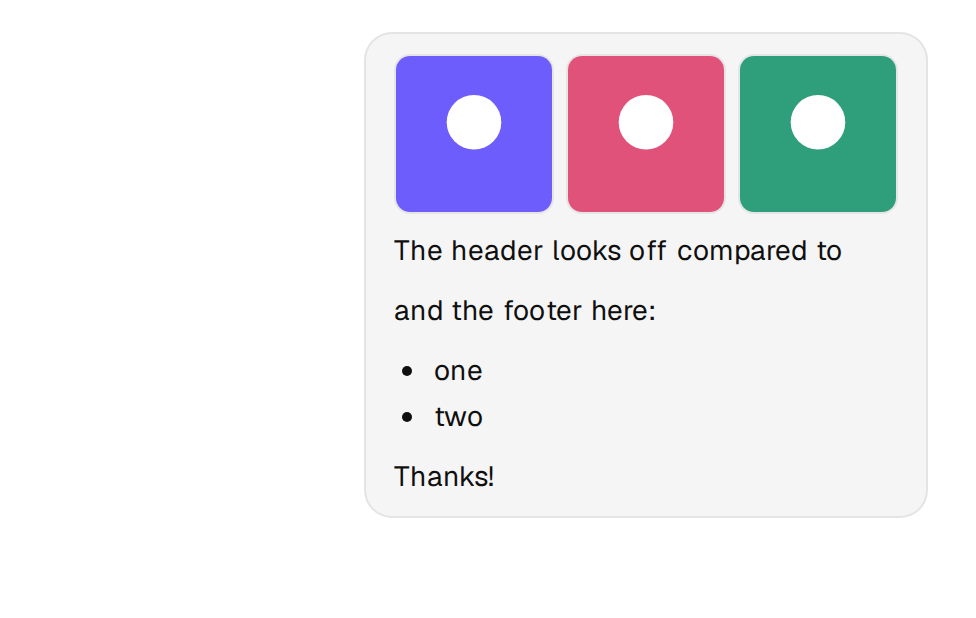 The header looks off compared to
and the footer here:
• one
• two
Thanks!